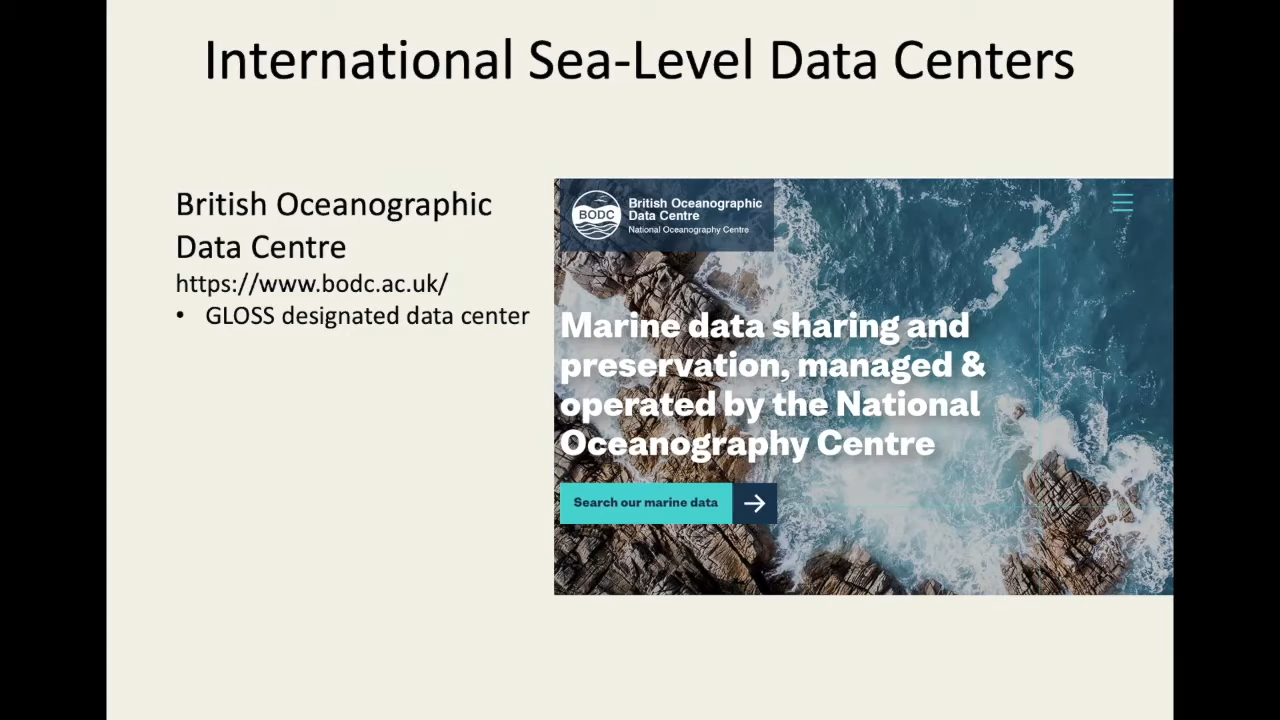 International Sea-Level Data Centers
British Oceanographic
Data Centre
https://www.bodc.ac.uk/
• GLOSS designated data center
BODC
British Oceanographic
Data Centre
National Oceanography Centre
Marine data sharing and
preservation, managed &
operated by the National
Oceanography Centre
Search our marine data